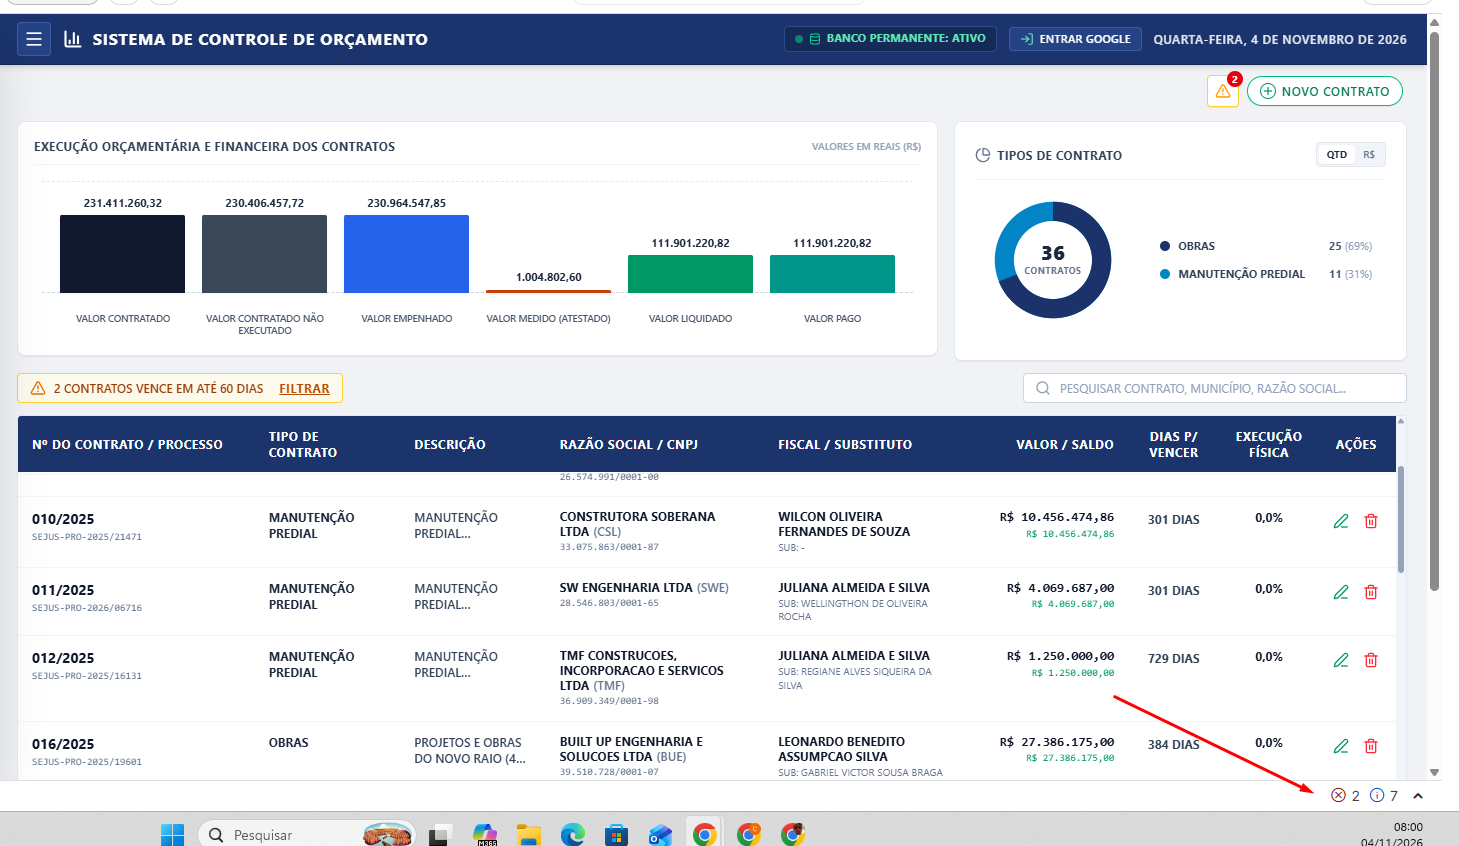 SISTEMA DE CONTROLE DE ORÇAMENTO
BANCO PERMANENTE: ATIVO
ENTRAR GOOGLE
QUARTA-FEIRA, 4 DE NOVEMBRO DE 2026
2
NOVO CONTRATO
EXECUÇÃO ORÇAMENTÁRIA E FINANCEIRA DOS CONTRATOS
VALORES EM REAIS (R$)
231.411.260,32
230.406.457,72
230.964.547,85
1.004.802,60
111.901.220,82
111.901.220,82
VALOR CONTRATADO
VALOR CONTRATADO NÃO
EXECUTADO
VALOR EMPENHADO
VALOR MEDIDO (ATESTADO)
VALOR LIQUIDADO
VALOR PAGO
TIPOS DE CONTRATO
QTD
R$
36
CONTRATOS
OBRAS
25 (69%)
MANUTENÇÃO PREDIAL
11 (31%)
2 CONTRATOS VENCE EM ATÉ 60 DIAS
FILTRAR
PESQUISAR CONTRATO, MUNICÍPIO, RAZÃO SOCIAL...
Nº DO CONTRATO / PROCESSO
TIPO DE
CONTRATO
DESCRIÇÃO
RAZÃO SOCIAL / CNPJ
FISCAL / SUBSTITUTO
VALOR / SALDO
DIAS P/
VENCER
EXECUÇÃO
FÍSICA
AÇÕES
26.574.991/0001-00
010/2025
SEJUS-PRO-2025/21471
MANUTENÇÃO
PREDIAL
MANUTENÇÃO
PREDIAL...
CONSTRUTORA SOBERANA
LTDA (CSL)
33.075.863/0001-87
WILCON OLIVEIRA
FERNANDES DE SOUZA
SUB: -
R$ 10.456.474,86
R$ 10.456.474,86
301 DIAS
0,0%
011/2025
SEJUS-PRO-2026/06716
MANUTENÇÃO
PREDIAL
MANUTENÇÃO
PREDIAL...
SW ENGENHARIA LTDA (SWE)
28.546.803/0001-65
JULIANA ALMEIDA E SILVA
SUB: WELLINGTHON DE OLIVEIRA
ROCHA
R$ 4.069.687,00
R$ 4.069.687,00
301 DIAS
0,0%
012/2025
SEJUS-PRO-2025/16131
MANUTENÇÃO
PREDIAL
MANUTENÇÃO
PREDIAL...
TMF CONSTRUCOES,
INCORPORACAO E SERVICOS
LTDA (TMF)
36.909.349/0001-98
JULIANA ALMEIDA E SILVA
SUB: REGIANE ALVES SIQUEIRA DA
SILVA
R$ 1.250.000,00
R$ 1.250.000,00
729 DIAS
0,0%
016/2025
SEJUS-PRO-2025/19601
OBRAS
PROJETOS E OBRAS
DO NOVO RAIO (4...
BUILT UP ENGENHARIA E
SOLUCOES LTDA (BUE)
39.510.728/0001-07
LEONARDO BENEDITO
ASSUMPCAO SILVA
SUB: GABRIEL VICTOR SOUSA BRAGA
R$ 27.386.175,00
R$ 27.386.175,00
384 DIAS
0,0%
2
7
Pesquisar
M365
08:00
04/11/2026